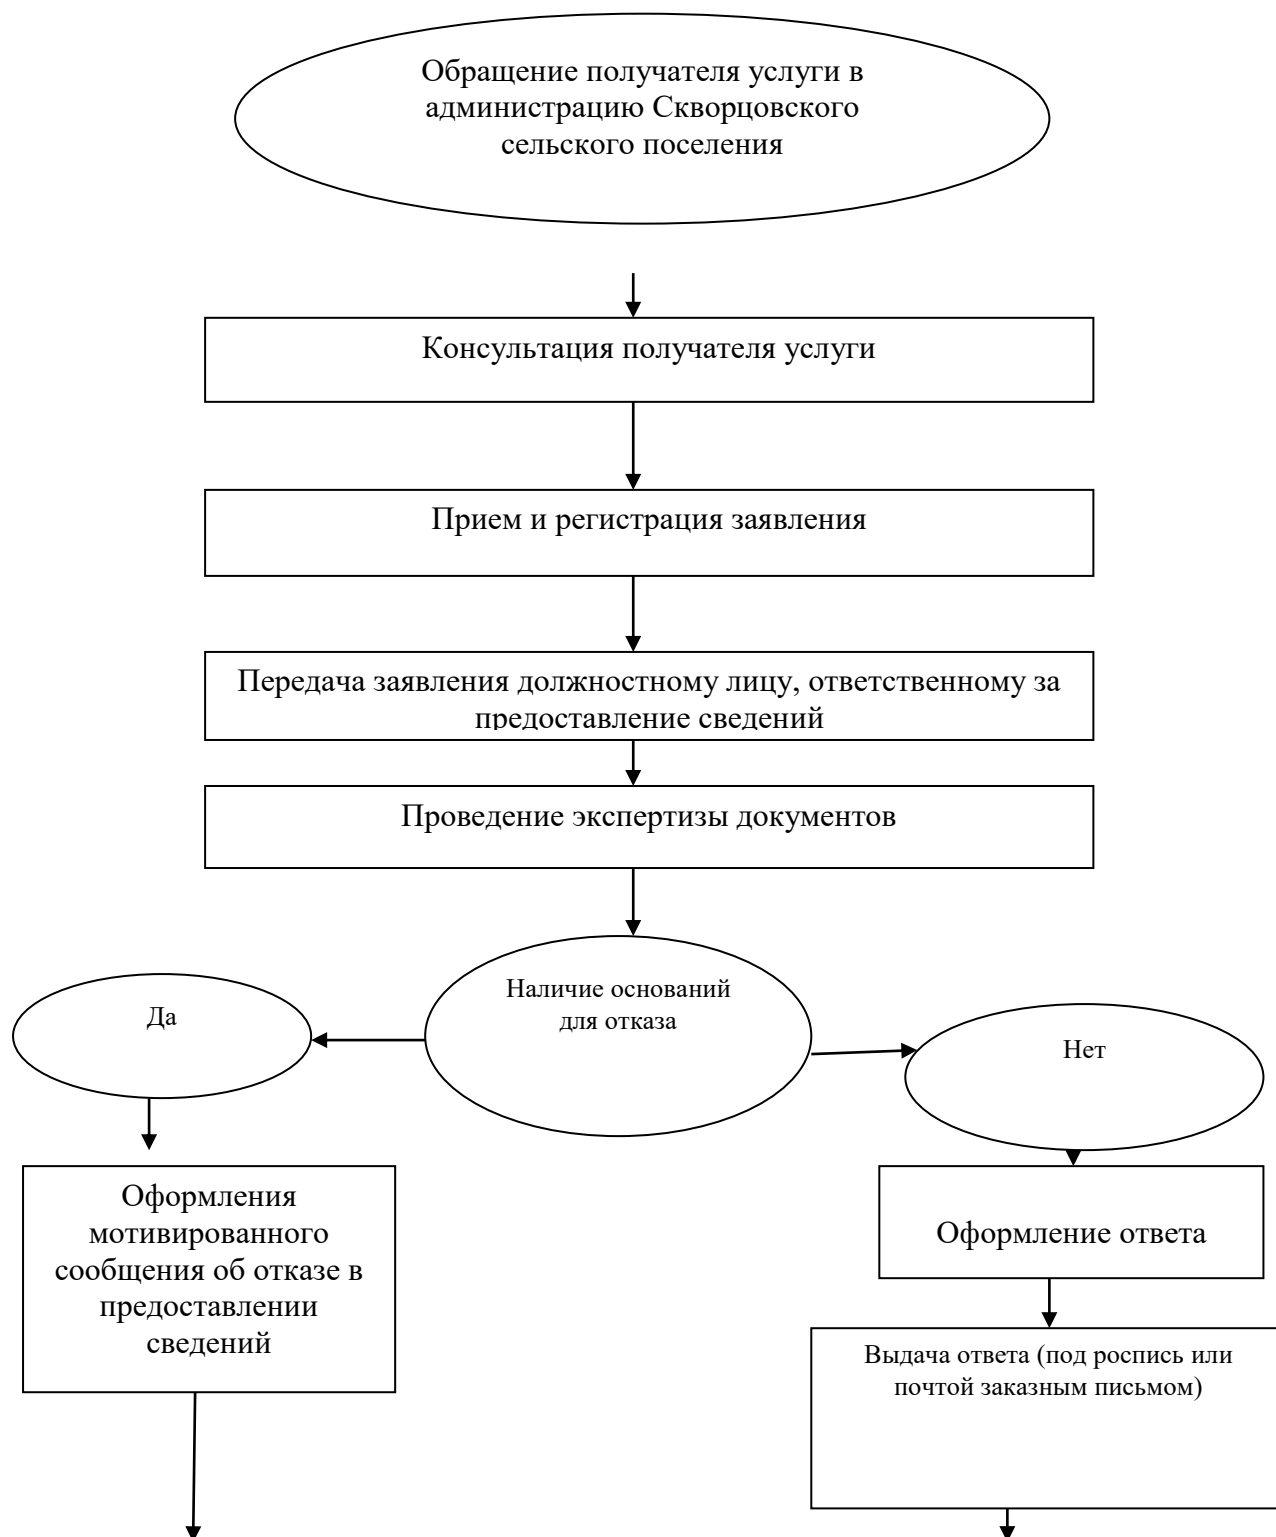 Обращение получателя услуги в
администрацию Скворцовского
сельского поселения
Консультация получателя услуги
Прием и регистрация заявления
Передача заявления должностному лицу, ответственному за
предоставление сведений
Проведение экспертизы документов
Наличие оснований
для отказа
Да
Нет
Оформления
мотивированного
сообщения об отказе в
предоставлении
сведений
Оформление ответа
Выдача ответа (под роспись или
почтой заказным письмом)